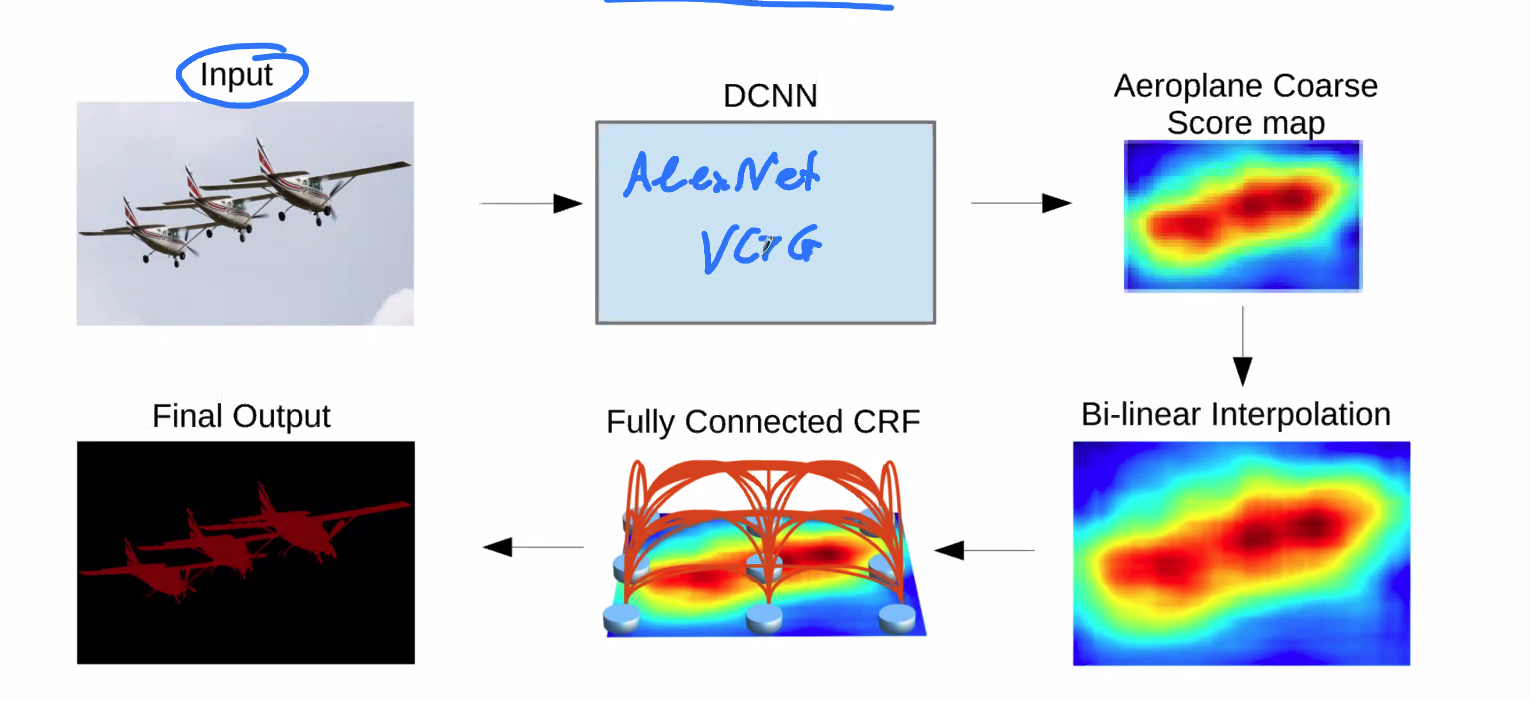 Input
DCNN
AlexNet
VGG
Aeroplane Coarse
Score map
Bi-linear Interpolation
Fully Connected CRF
Final Output